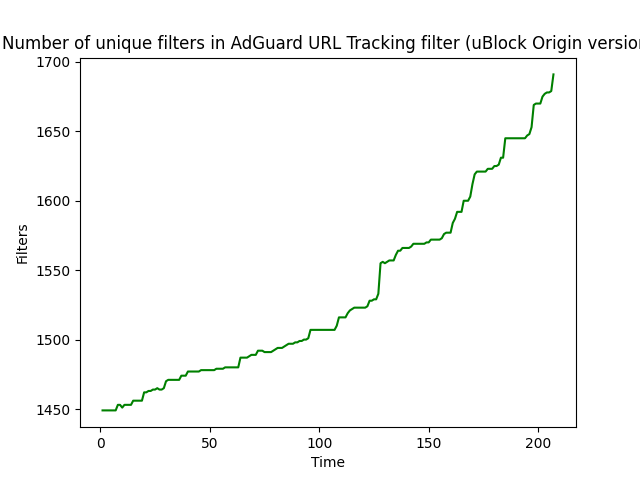 Number of unique filters in AdGuard URL Tracking filter (uBlock Origin version
1700
1650
1600
1550
1500
1450
Filters
0 50 100 150 200
Time